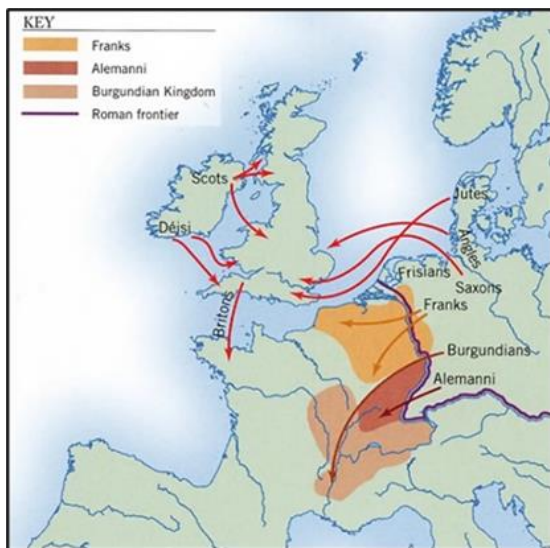 KEY
Franks
Alemanni
Burgundian Kingdom
Roman frontier
Scots
Jutes
Déisi
Angles
Frisians
Saxons
Britons
Franks
Burgundians
Alemanni